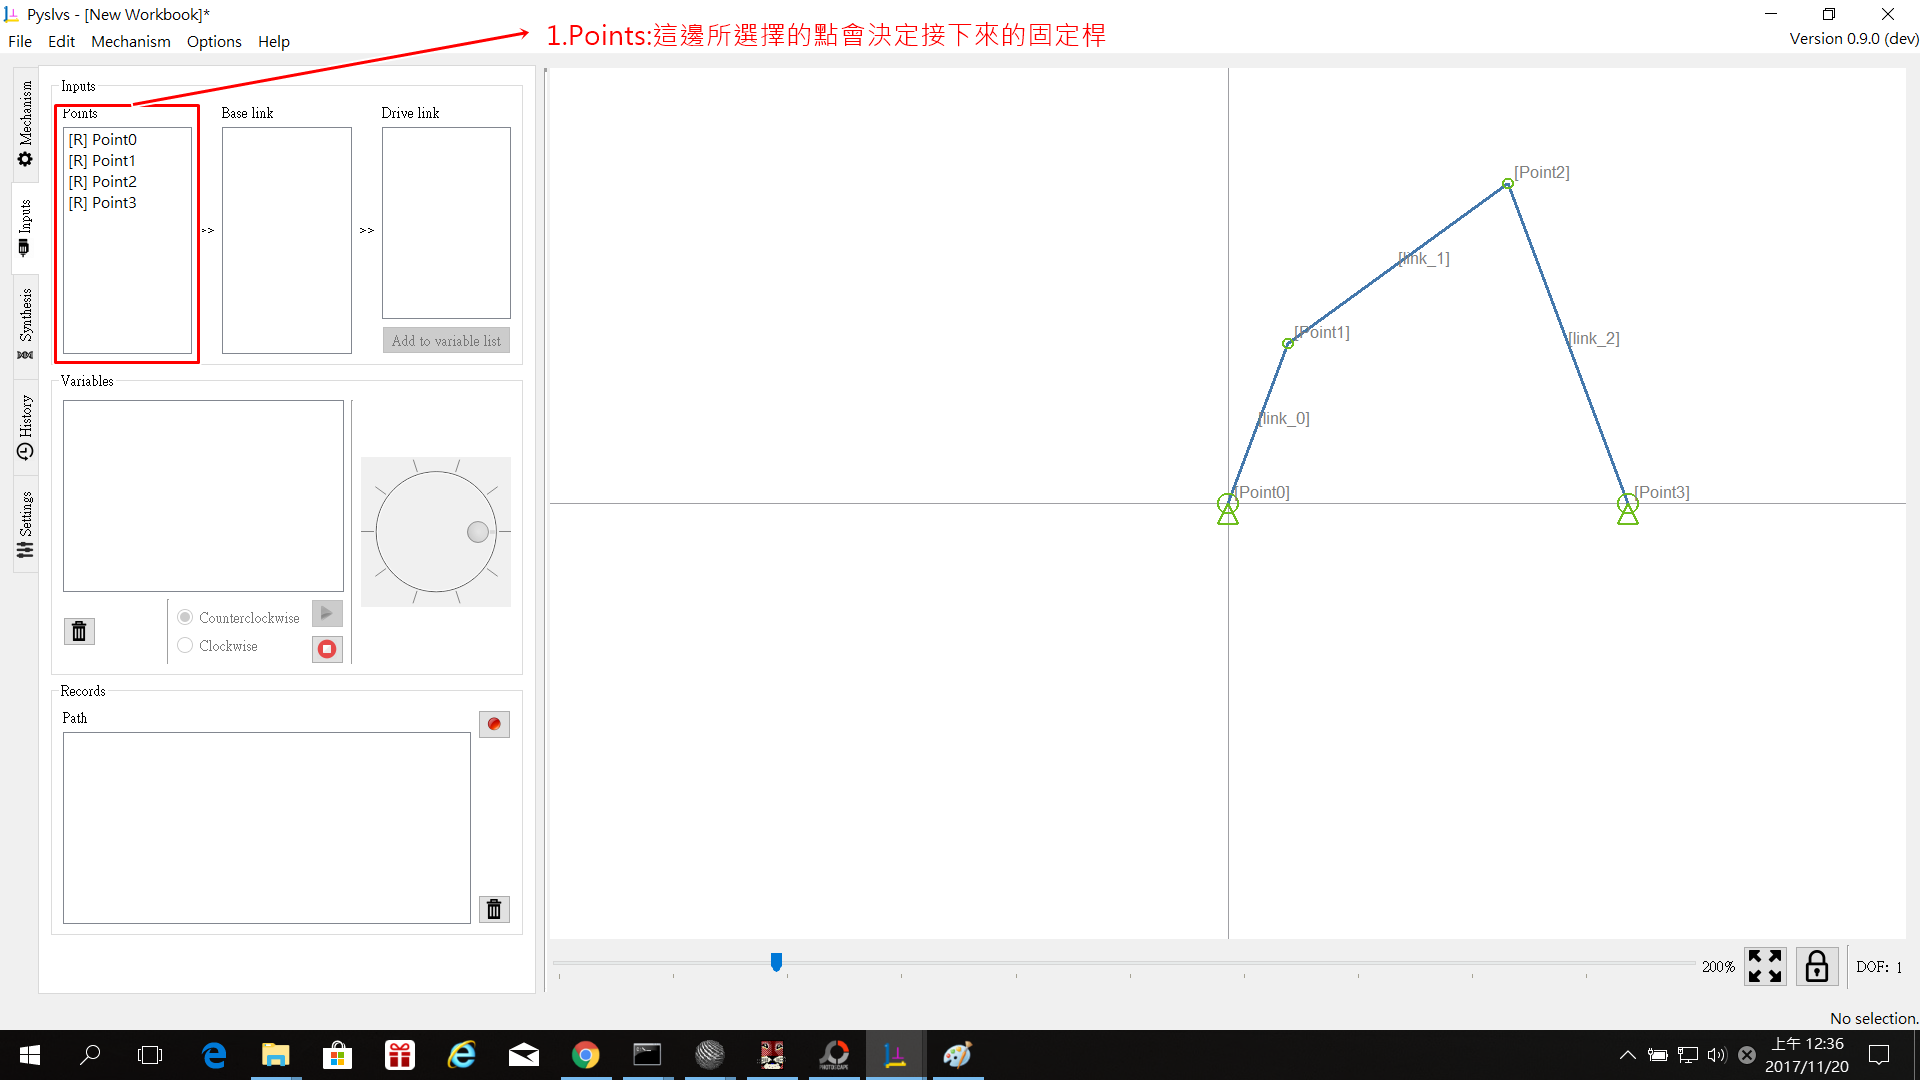 Pyslvs - [New Workbook]*
File Edit Mechanism Options Help
1.Points:這邊所選擇的點會決定接下來的固定桿
Version 0.9.0 (dev)
Mechanism
Inputs
Synthesis
History
Settings
Inputs
Points
Base link
Drive link
[R] Point0
[R] Point1
[R] Point2
[R] Point3
>>
>>
Add to variable list
Variables
Counterclockwise
Clockwise
Records
Path
[Point2]
[link_1]
[Point1]
[link_2]
[link_0]
[Point0]
[Point3]
200%
DOF: 1
No selection.
PHOTOSCAPE
上午 12:36
2017/11/20